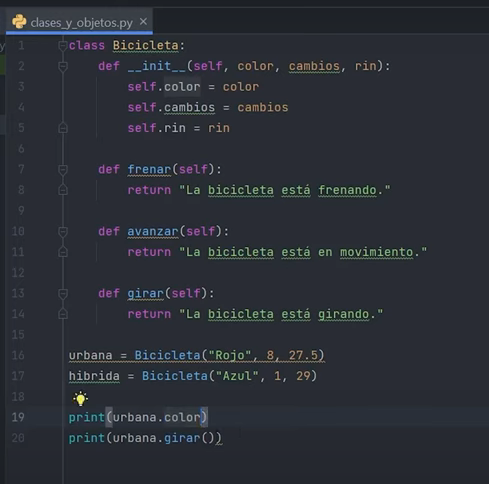 clases_y_objetos.py
1 class Bicicleta:
2     def __init__(self, color, cambios, rin):
3         self.color = color
4         self.cambios = cambios
5         self.rin = rin
6
7     def frenar(self):
8         return "La bicicleta está frenando."
9
10     def avanzar(self):
11         return "La bicicleta está en movimiento."
12
13     def girar(self):
14         return "La bicicleta está girando."
15
16 urbana = Bicicleta("Rojo", 8, 27.5)
17 hibrida = Bicicleta("Azul", 1, 29)
18
19 print(urbana.color)
20 print(urbana.girar())